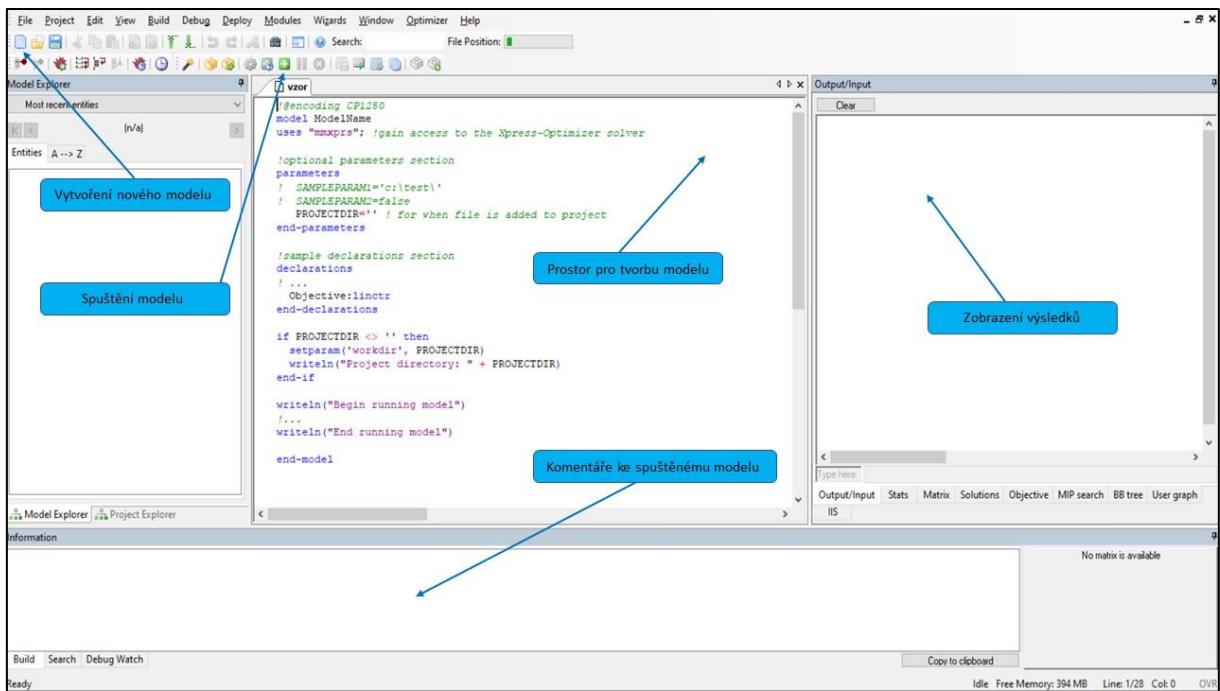 File Project Edit View Build Debug Deploy Modules Wizards Window Optimizer Help
Search: File Position:
Model Explorer
Most recent entities
(n/a)
Entities A --> Z
Vytvoření nového modelu
Spuštění modelu
Model Explorer Project Explorer
vzor
!@encoding CP1250
model ModelName
uses "mmxprs"; !gain access to the Xpress-Optimizer solver
!optional parameters section
parameters
! SAMPLEPARAM1='c:\test\'
! SAMPLEPARAM2=false
PROJECTDIR='' ! for when file is added to project
end-parameters
!sample declarations section
declarations
! ...
Objective:linctr
end-declarations
if PROJECTDIR <> '' then
setparam('workdir', PROJECTDIR)
writeln("Project directory: " + PROJECTDIR)
end-if
writeln("Begin running model")
!...
writeln("End running model")
end-model
Prostor pro tvorbu modelu
Komentáře ke spuštěnému modelu
Output/Input
Clear
Zobrazení výsledků
Type here:
Output/Input Stats Matrix Solutions Objective MIP search BB tree User graph
IIS
Information
No matrix is available
Build Search Debug Watch
Copy to clipboard
Ready
Idle Free Memory: 394 MB Line: 1/28 Col: 0 OVR